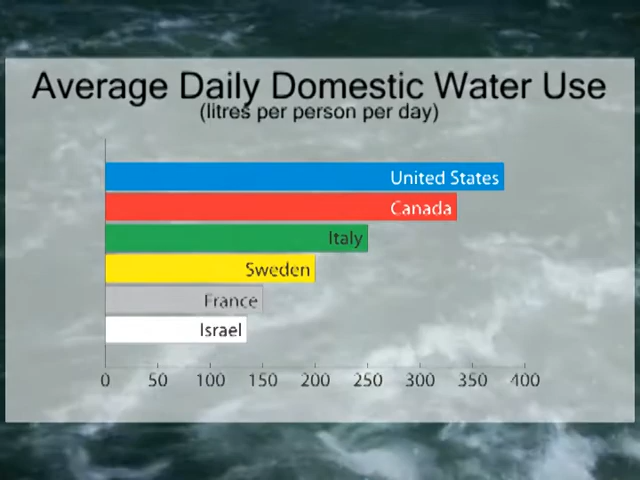 Average Daily Domestic Water Use
(litres per person per day)
United States
Canada
Italy
Sweden
France
Israel
0 50 100 150 200 250 300 350 400